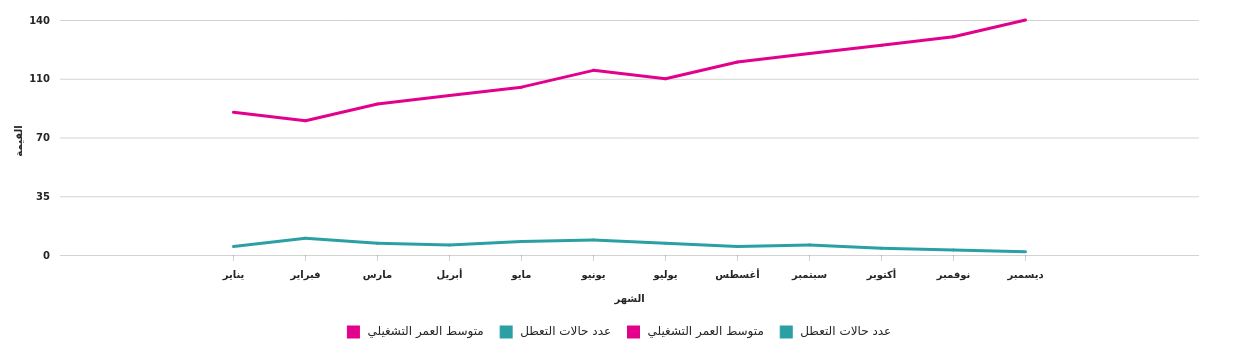 140
110
70
35
0
القيمة
يناير
فبراير
مارس
أبريل
مايو
يونيو
يوليو
أغسطس
سبتمبر
أكتوبر
نوفمبر
ديسمبر
الشهر
متوسط العمر التشغيلي
عدد حالات التعطل
متوسط العمر التشغيلي
عدد حالات التعطل